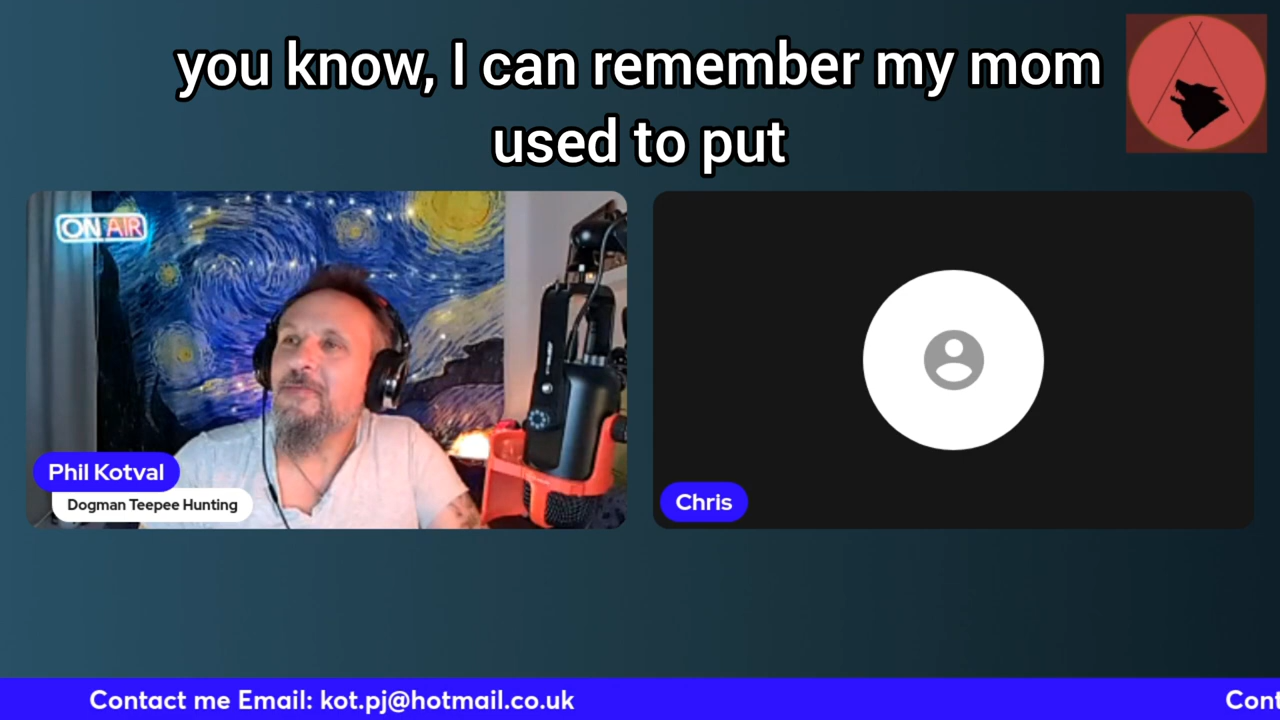 you know, I can remember my mom
used to put
ON AIR
Phil Kotval
Dogman Teepee Hunting
Chris
Contact me Email: kot.pj@hotmail.co.uk
Cont